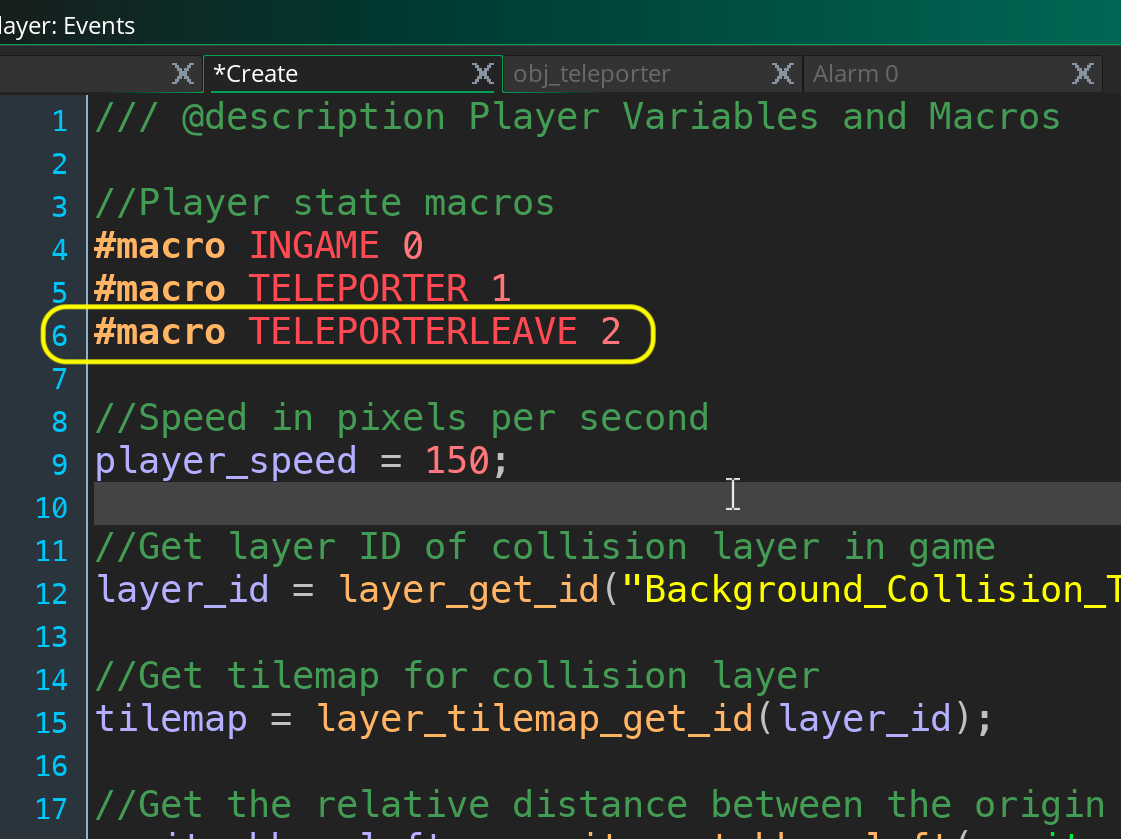 layer: Events
*Create obj_teleporter Alarm 0
1 /// @description Player Variables and Macros
2
3 //Player state macros
4 #macro INGAME 0
5 #macro TELEPORTER 1
6 #macro TELEPORTERLEAVE 2
7
8 //Speed in pixels per second
9 player_speed = 150;
10
11 //Get layer ID of collision layer in game
12 layer_id = layer_get_id("Background_Collision_T
13
14 //Get tilemap for collision layer
15 tilemap = layer_tilemap_get_id(layer_id);
16
17 //Get the relative distance between the origin